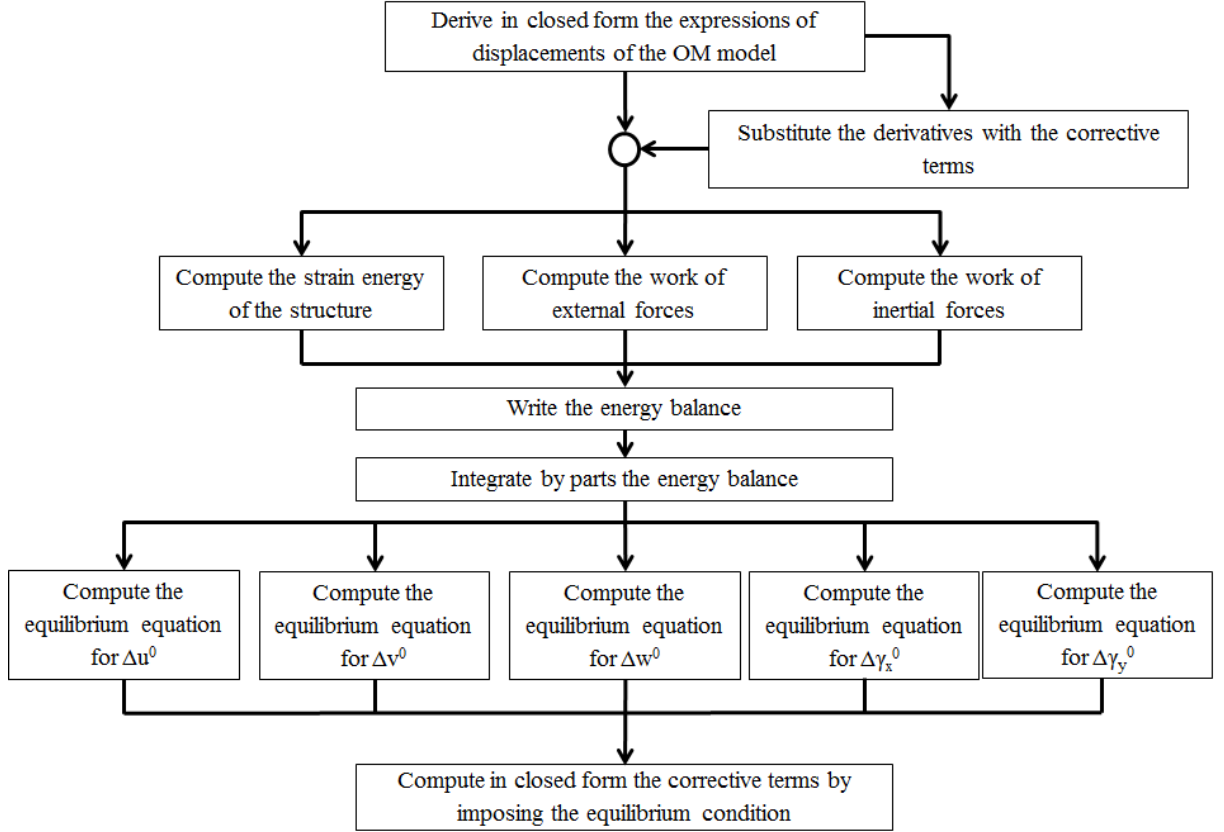 Derive in closed form the expressions of
displacements of the OM model
Substitute the derivatives with the corrective
terms
Compute the strain energy
of the structure
Compute the work of
external forces
Compute the work of
inertial forces
Write the energy balance
Integrate by parts the energy balance
Compute the
equilibrium equation
for Δu⁰
Compute the
equilibrium equation
for Δv⁰
Compute the
equilibrium equation
for Δw⁰
Compute the
equilibrium equation
for Δγₓ⁰
Compute the
equilibrium equation
for Δγ_y⁰
Compute in closed form the corrective terms by
imposing the equilibrium condition